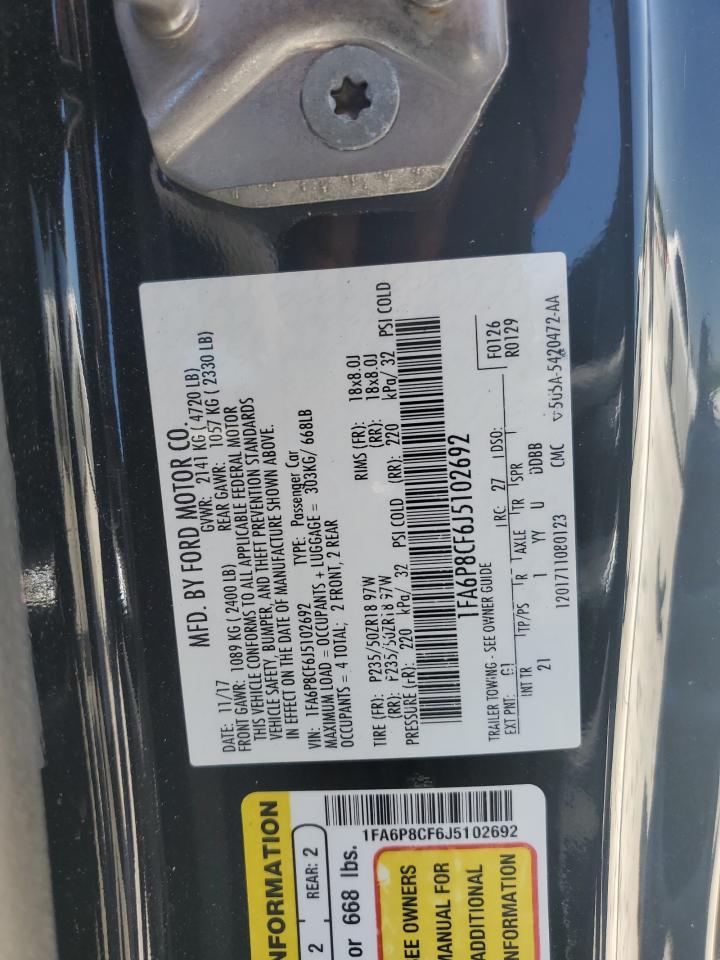 MFD. BY FORD MOTOR CO.
DATE: 11/17 GVWR: 2141 KG ( 4720 LB)
FRONT GAWR: 1089 KG ( 2400 LB) REAR GAWR: 1057 KG ( 2330 LB)
THIS VEHICLE CONFORMS TO ALL APPLICABLE FEDERAL MOTOR
VEHICLE SAFETY, BUMPER, AND THEFT PREVENTION STANDARDS
IN EFFECT ON THE DATE OF MANUFACTURE SHOWN ABOVE.
VIN: 1FA6P8CF6J5102692 TYPE: Passenger Car
MAXIMUM LOAD = OCCUPANTS + LUGGAGE = 303KG/ 668LB
OCCUPANTS = 4 TOTAL; 2 FRONT, 2 REAR
TIRE (FR): P235/50ZR18 97W RIMS (FR): 18x8.0J
(RR): P235/50ZR18 97W (RR): 18x8.0J
PRESSURE (FR): 220 kPa/ 32 PSI COLD (RR): 220 kPa/ 32 PSI COLD
1FA6P8CF6J5102692
TRAILER TOWING - SEE OWNER GUIDE
EXT PNT: G1 RC: 27 DSO: F0126
R0129
INT TR TP/PS R AXLE TR SPR
21 I YY U DDBB
12017111080123 CMC 5U5A-5420472-AA
NFORMATION
2 REAR: 2
or 668 lbs.
1FA6P8CF6J5102692
SEE OWNERS
MANUAL FOR
ADDITIONAL
INFORMATION